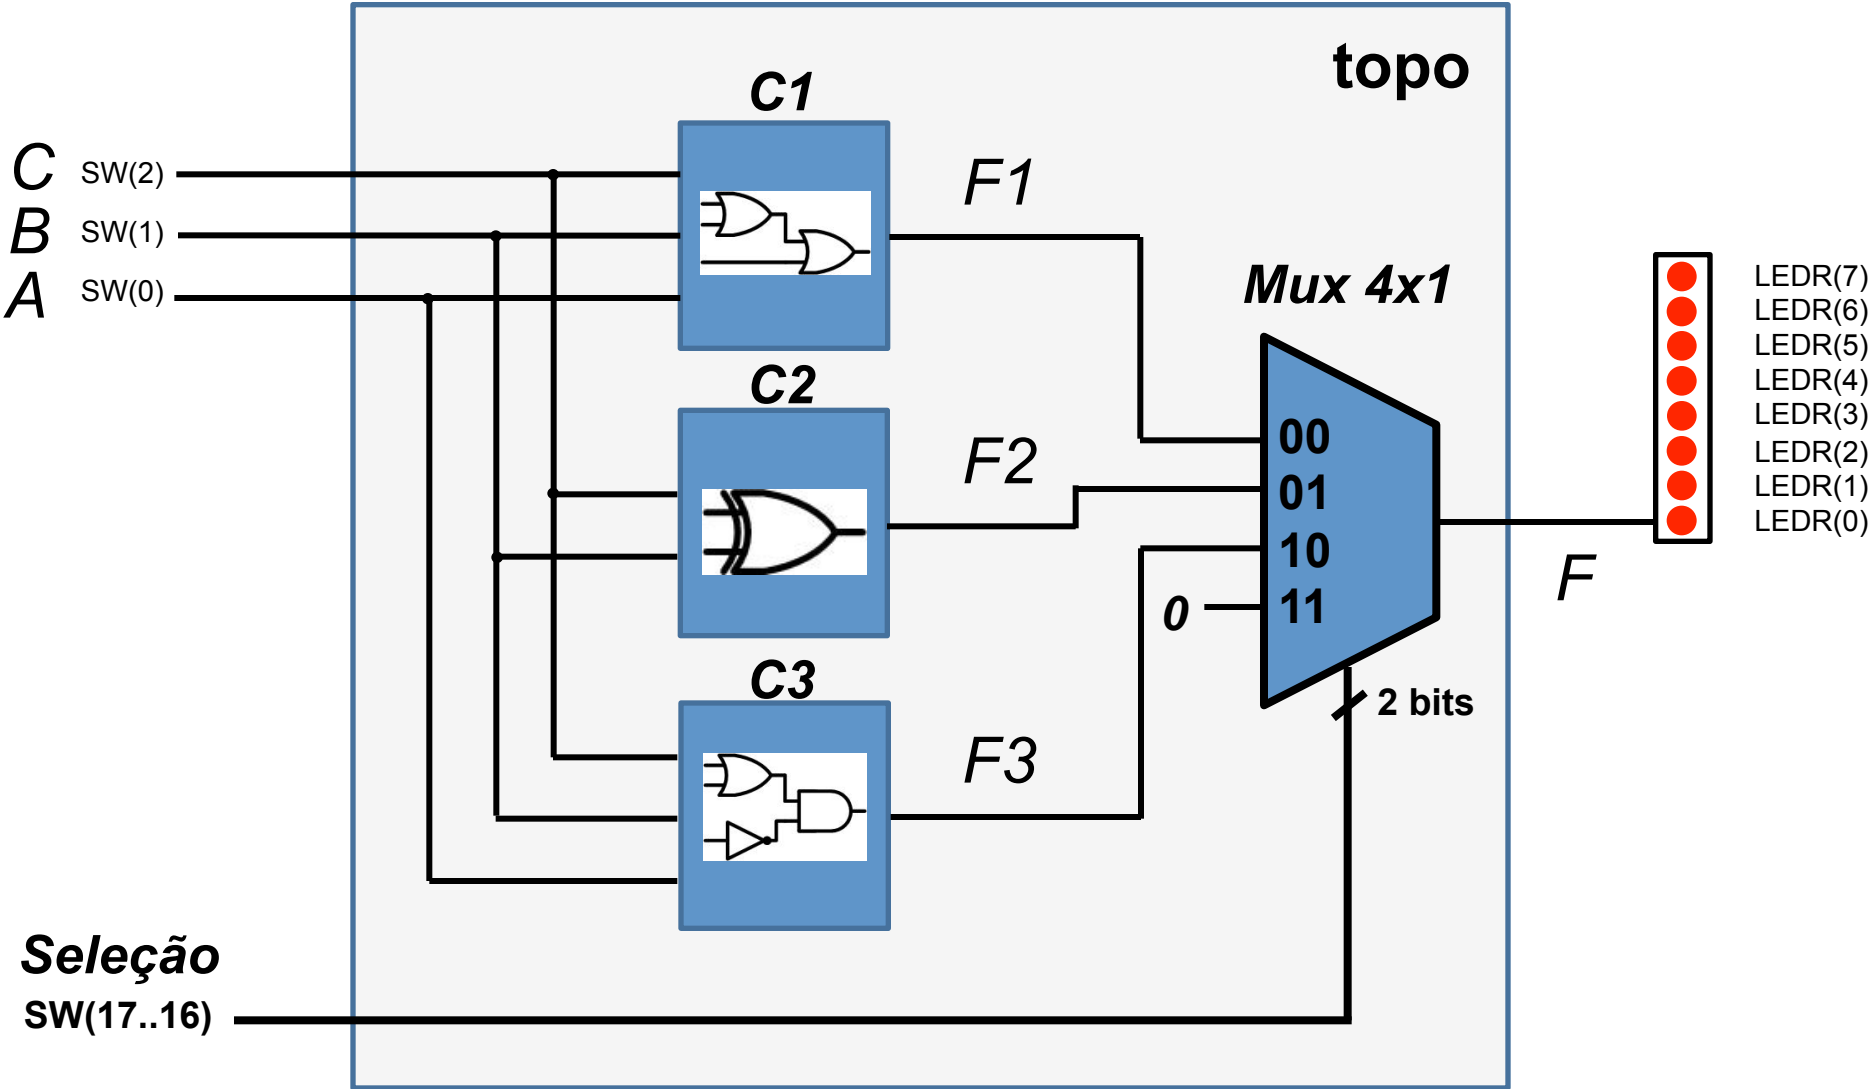 topo
C1
C SW(2)
B SW(1)
A SW(0)
F1
C2
F2
C3
F3
Mux 4x1
00
01
10
0 11
2 bits
F
LEDR(7)
LEDR(6)
LEDR(5)
LEDR(4)
LEDR(3)
LEDR(2)
LEDR(1)
LEDR(0)
Seleção
SW(17..16)